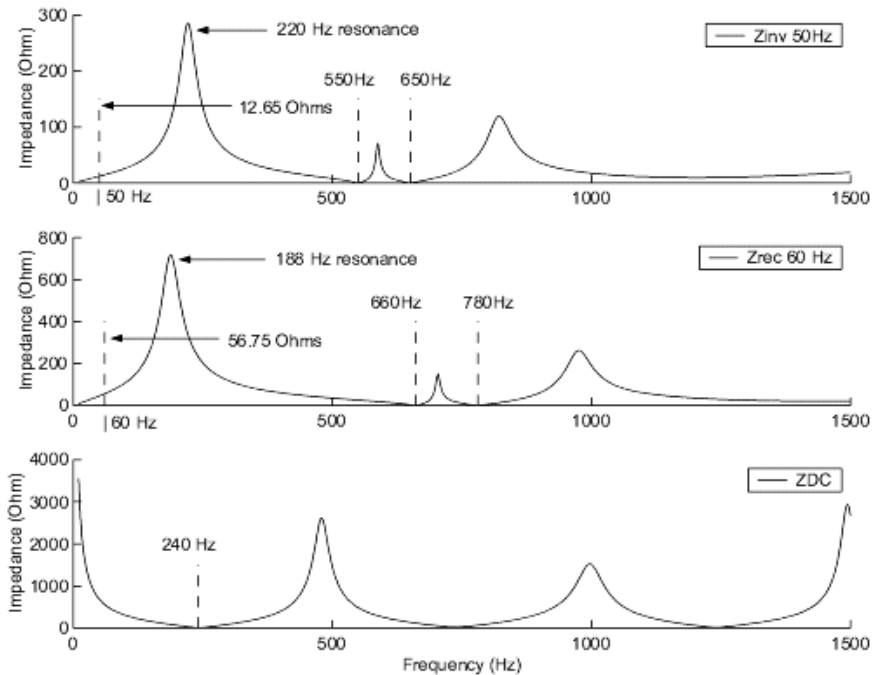 300
200
100
0
Impedance (Ohm)
220 Hz resonance
12.65 Ohms
550Hz
650Hz
Zinv 50Hz
0
500
1000
1500
50 Hz
800
600
400
200
0
Impedance (Ohm)
188 Hz resonance
56.75 Ohms
660Hz
780Hz
Zrec 60 Hz
0
500
1000
1500
60 Hz
4000
3000
2000
1000
0
Impedance (Ohm)
240 Hz
ZDC
0
500
1000
1500
Frequency (Hz)